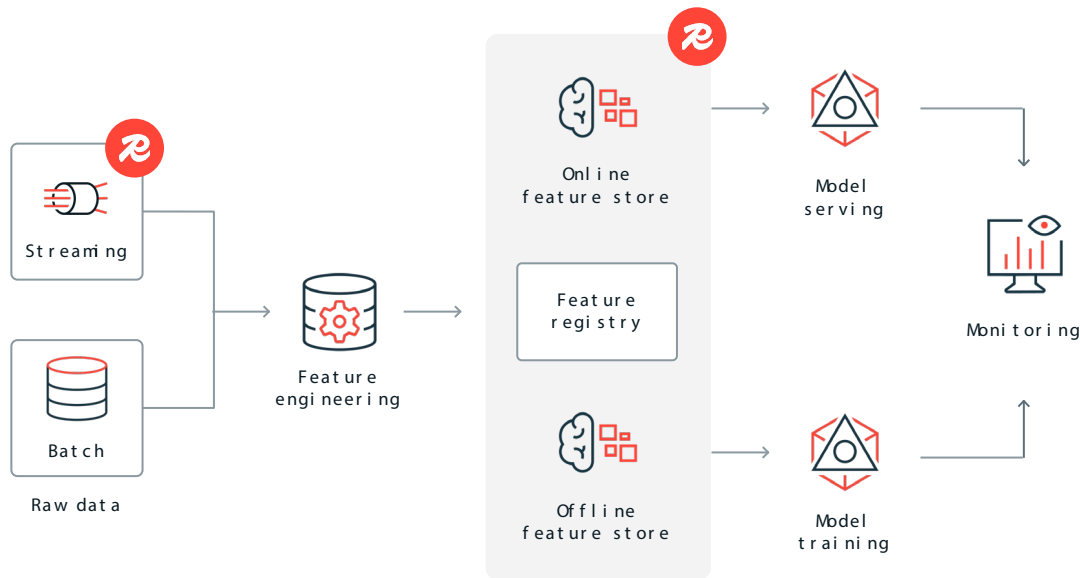 Streaming
Batch
Raw data
Feature
engineering
Online
feature store
Feature
registry
Offline
feature store
Model
serving
Model
training
Monitoring